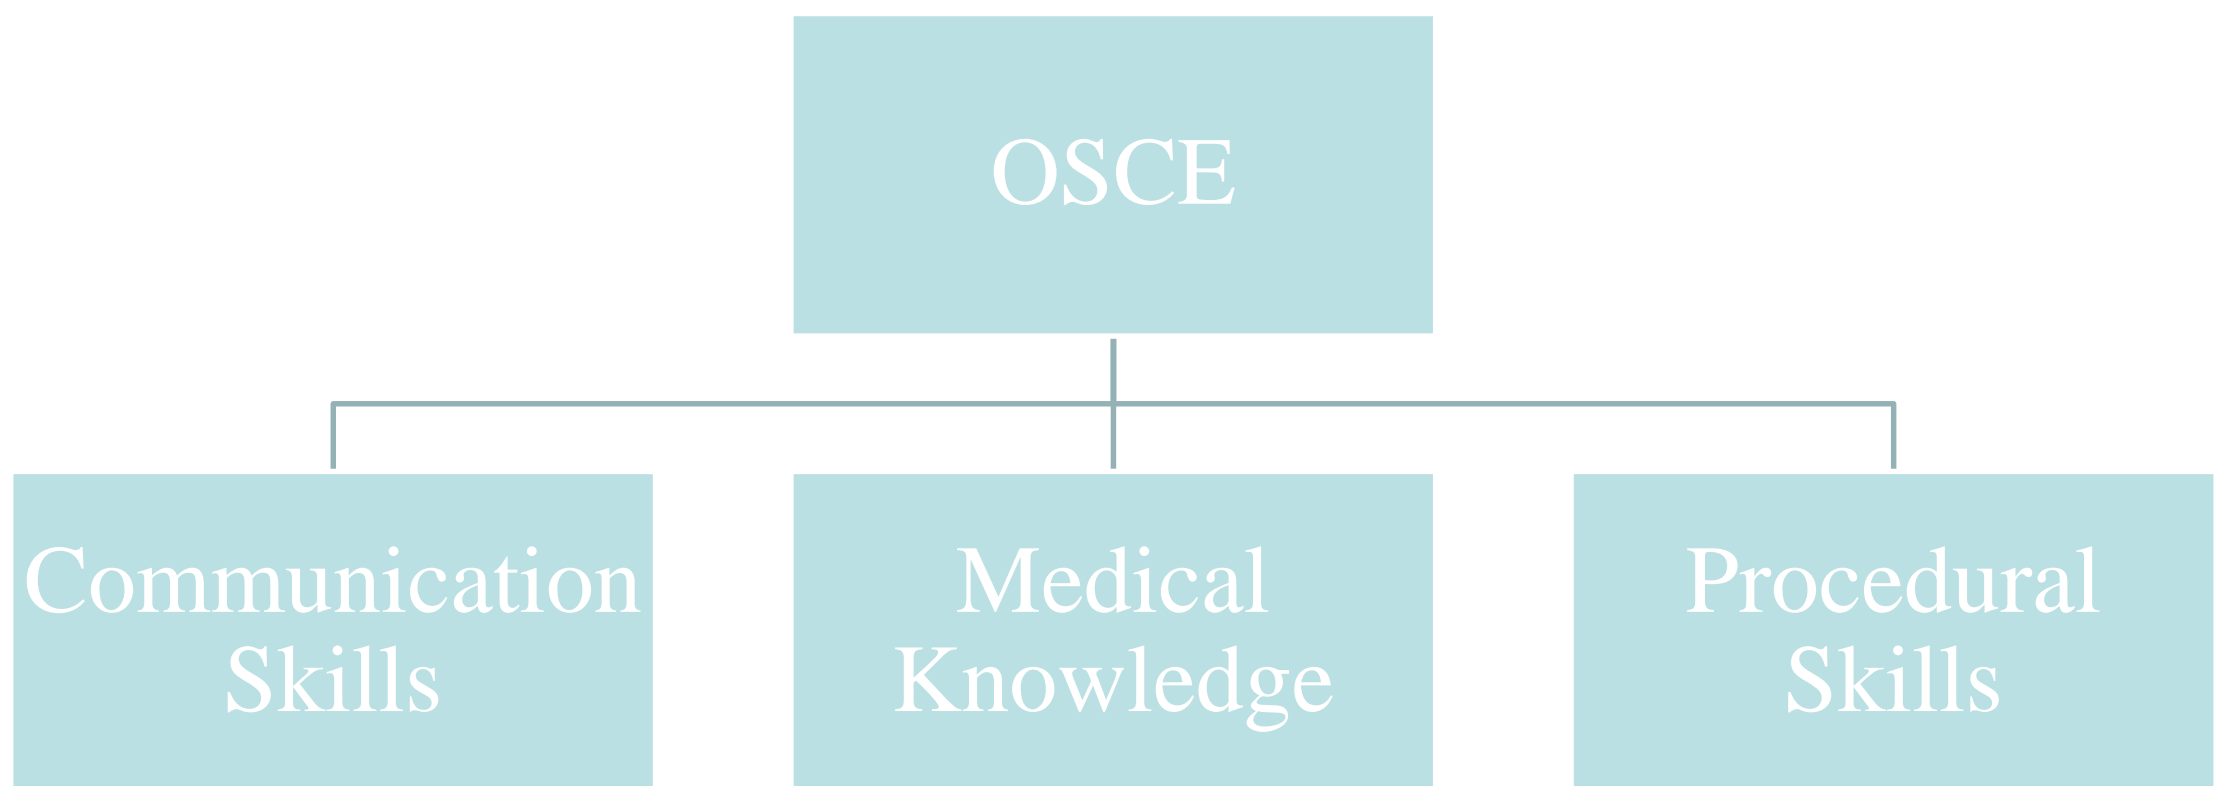 OSCE
Communication
Skills
Medical
Knowledge
Procedural
Skills